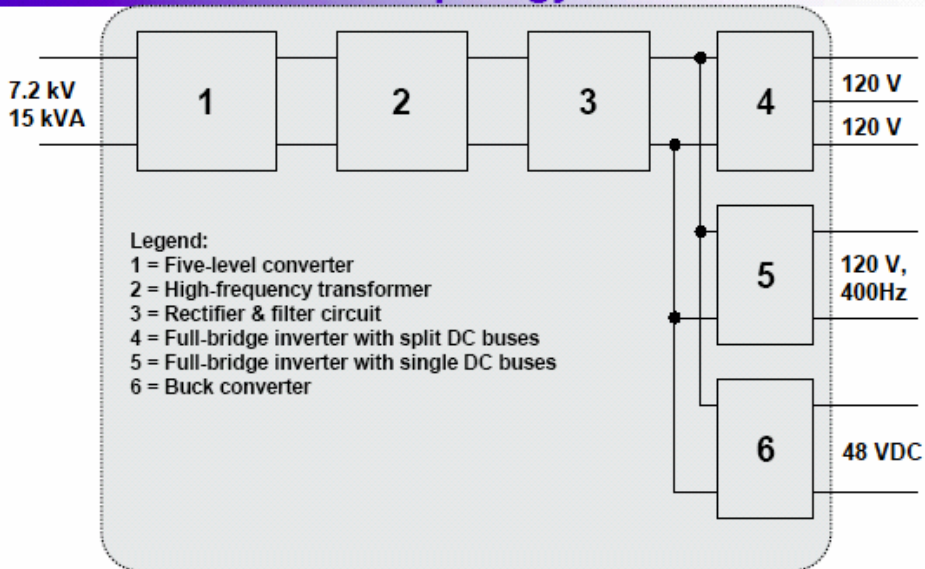 7.2 kV
15 kVA
1
2
3
4
120 V
120 V
5
120 V,
400Hz
6
48 VDC
Legend:
1 = Five-level converter
2 = High-frequency transformer
3 = Rectifier & filter circuit
4 = Full-bridge inverter with split DC buses
5 = Full-bridge inverter with single DC buses
6 = Buck converter